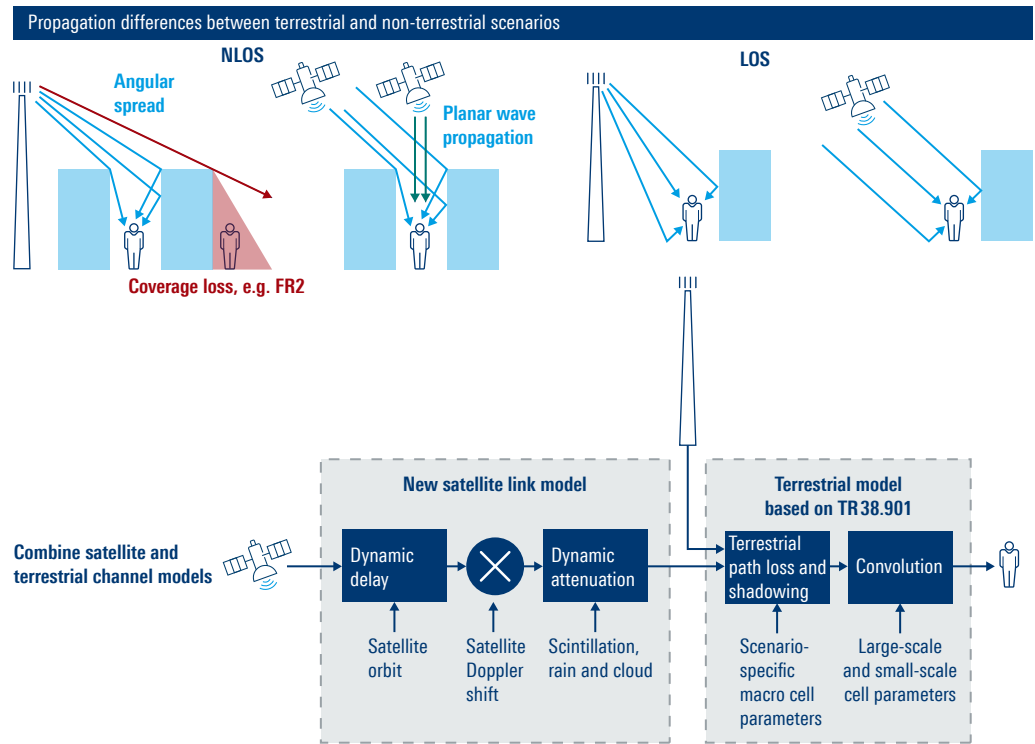 Propagation differences between terrestrial and non-terrestrial scenarios
NLOS
LOS
Angular
spread
Planar wave
propagation
Coverage loss, e.g. FR2
New satellite link model
Terrestrial model
based on TR 38.901
Combine satellite and
terrestrial channel models
Dynamic
delay
Dynamic
attenuation
Terrestrial
path loss and
shadowing
Convolution
Satellite
orbit
Satellite
Doppler
shift
Scintillation,
rain and cloud
Scenario-
specific
macro cell
parameters
Large-scale
and small-scale
cell parameters